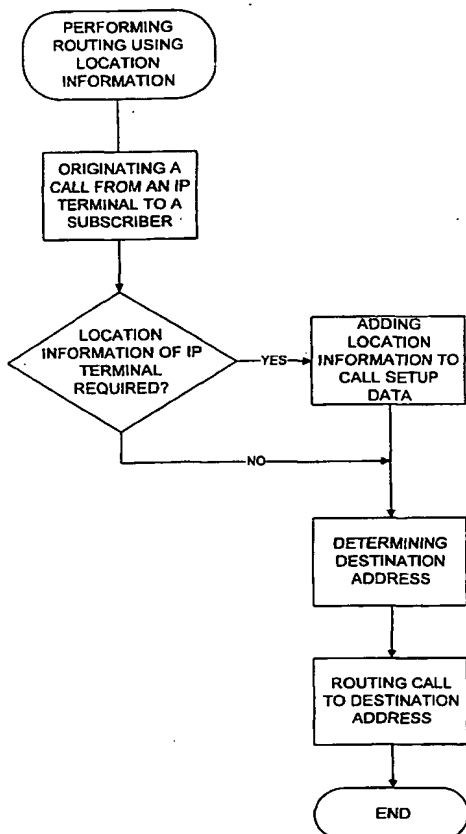 PERFORMING
ROUTING USING
LOCATION
INFORMATION
ORIGINATING A
CALL FROM AN IP
TERMINAL TO A
SUBSCRIBER
LOCATION
INFORMATION OF IP
TERMINAL
REQUIRED?
YES
ADDING
LOCATION
INFORMATION TO
CALL SETUP
DATA
NO
DETERMINING
DESTINATION
ADDRESS
ROUTING CALL
TO DESTINATION
ADDRESS
END